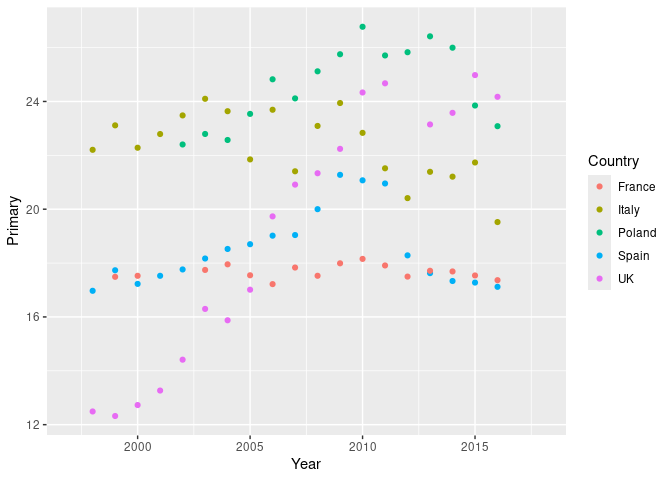 24
20
16
12
Primary
2000
2005
2010
2015
Year
Country
France
Italy
Poland
Spain
UK